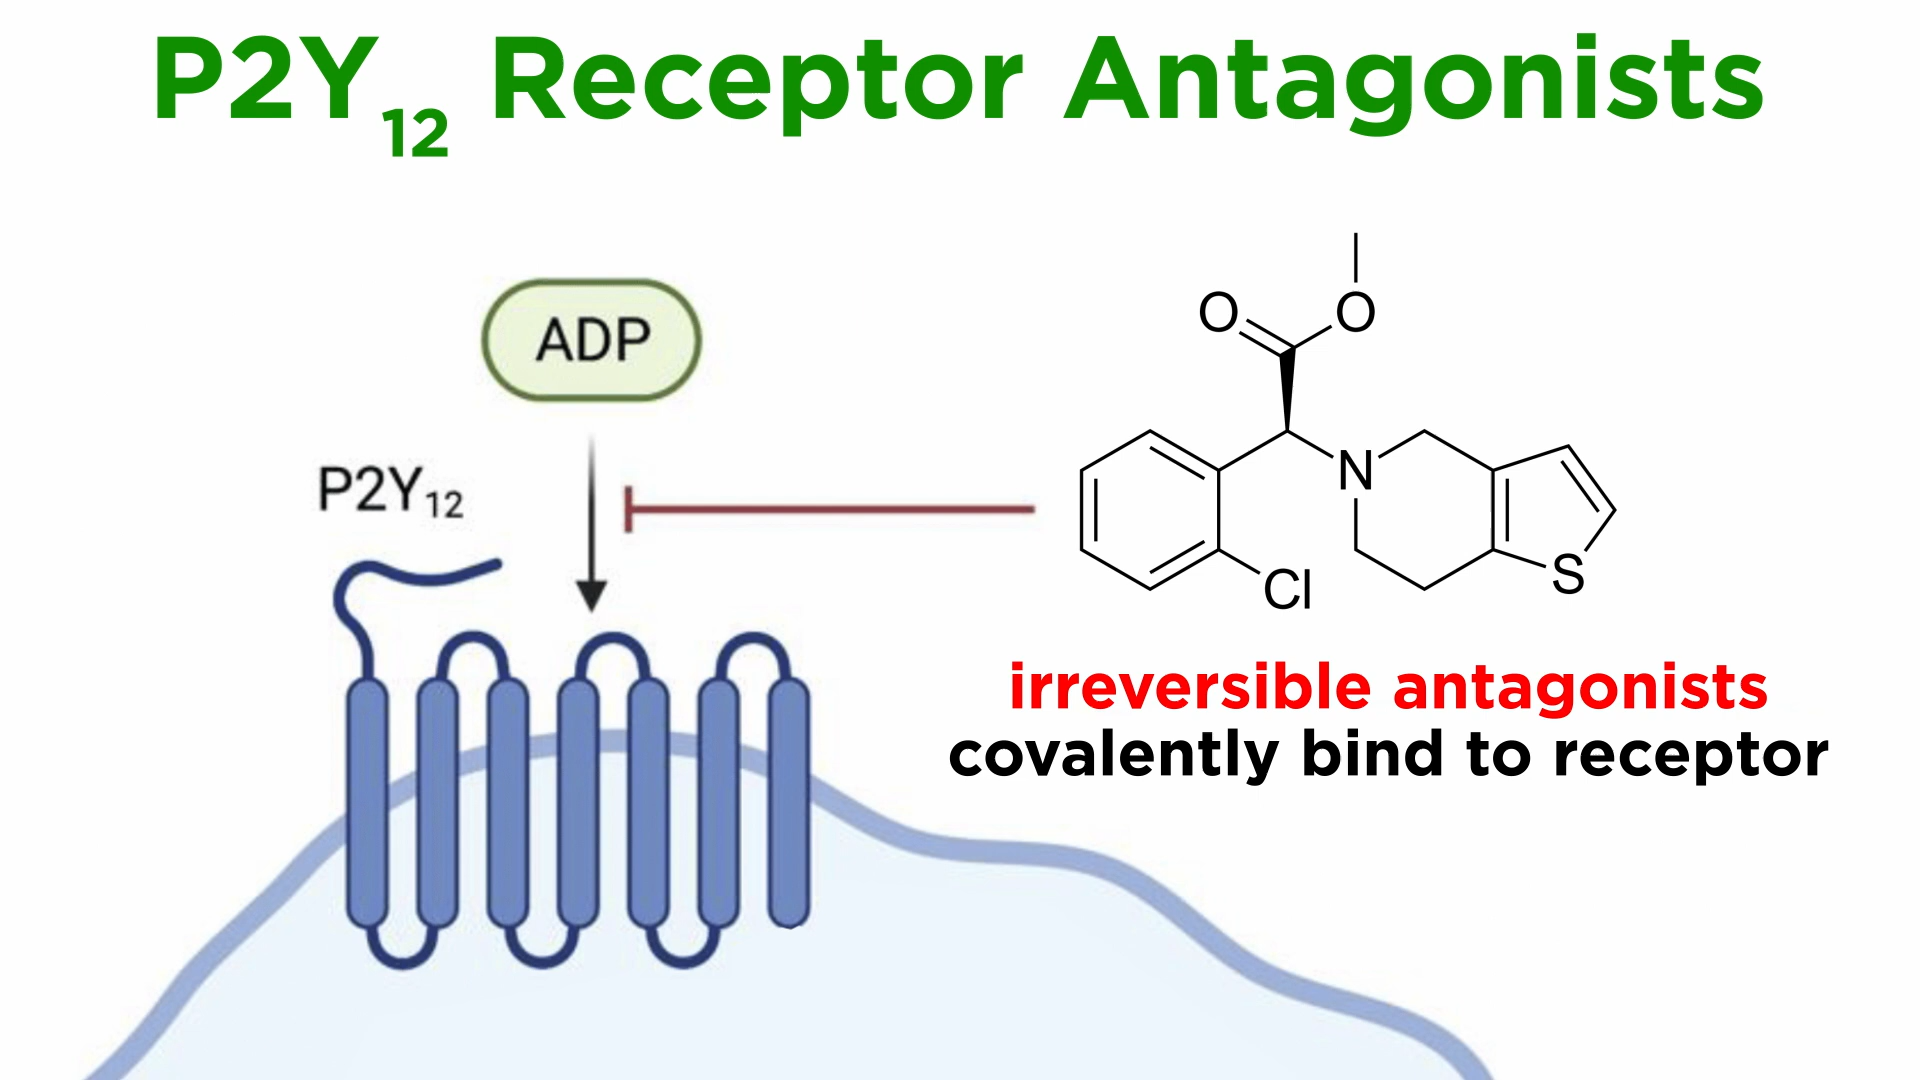 P2Y₁₂ Receptor Antagonists
ADP
P2Y₁₂
O
O
N
Cl
S
irreversible antagonists
covalently bind to receptor